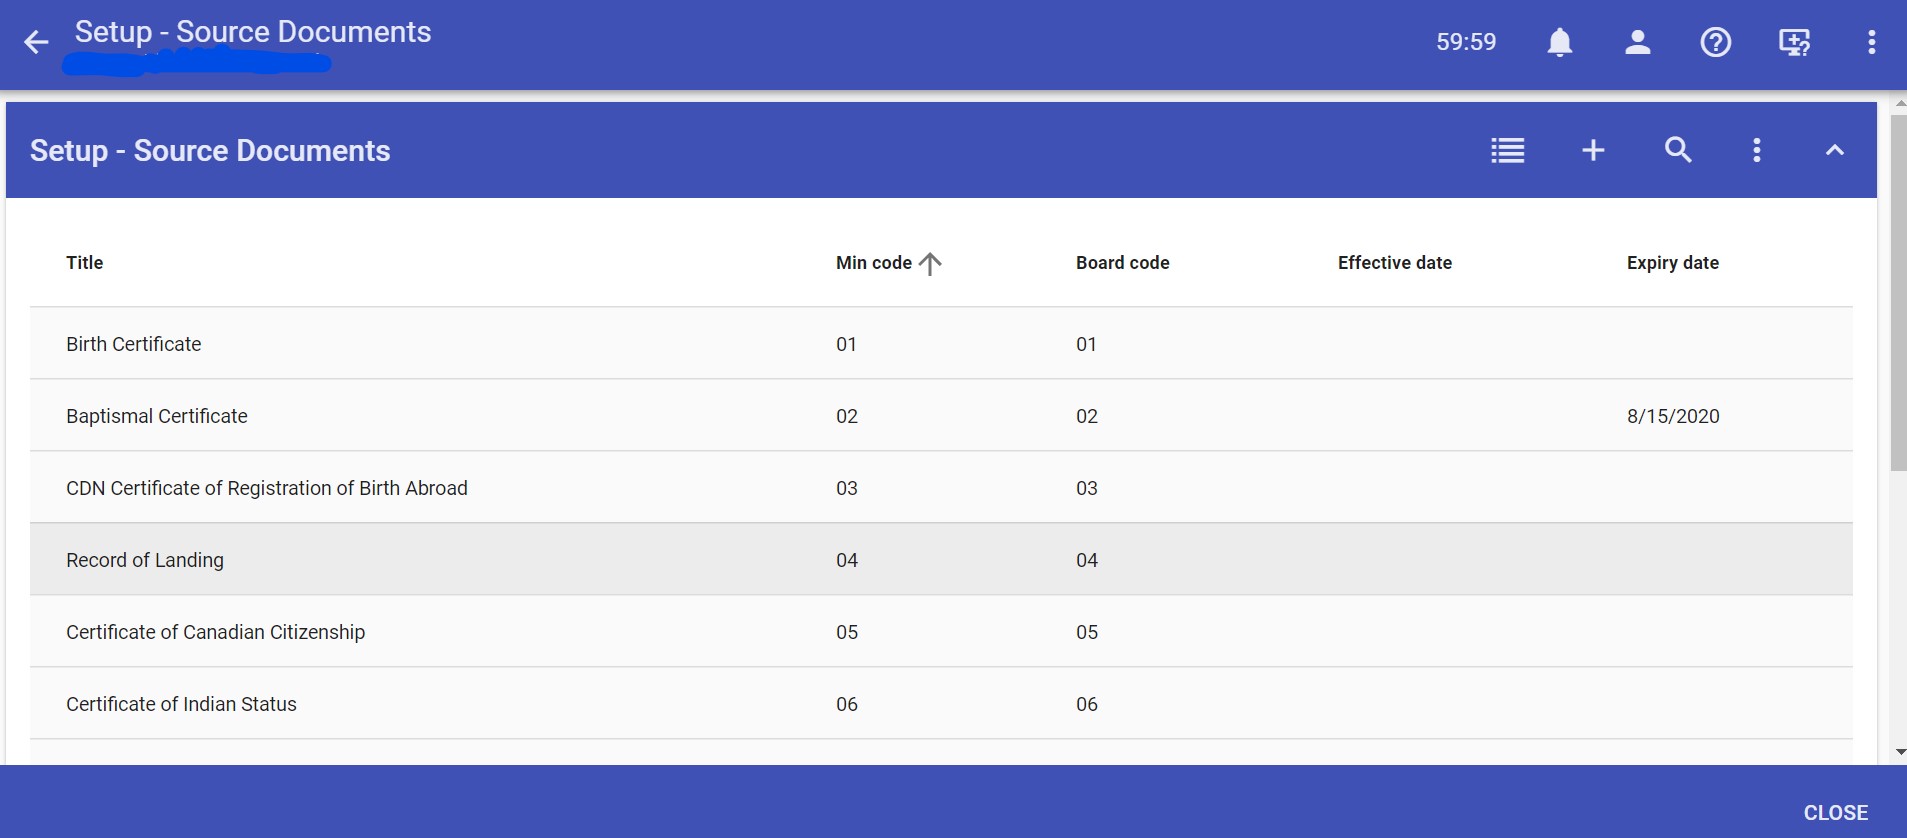 Setup - Source Documents
59:59
Setup - Source Documents
Title Min code Board code Effective date Expiry date
Birth Certificate 01 01
Baptismal Certificate 02 02 8/15/2020
CDN Certificate of Registration of Birth Abroad 03 03
Record of Landing 04 04
Certificate of Canadian Citizenship 05 05
Certificate of Indian Status 06 06
CLOSE